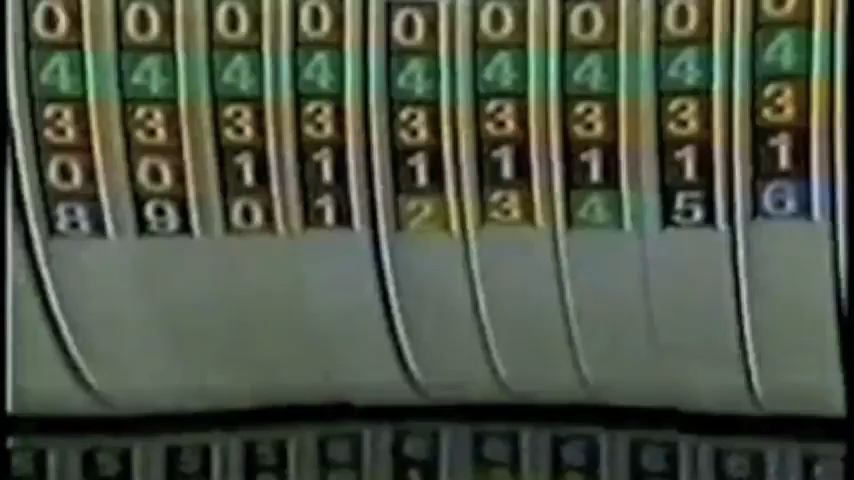 0 0 0 0 0 0 0 0 0
4 4 4 4 4 4 4 4 4
3 3 3 3 3 3 3 3 3
0 0 1 1 1 1 1 1 1
8 9 0 1 2 3 4 5 6